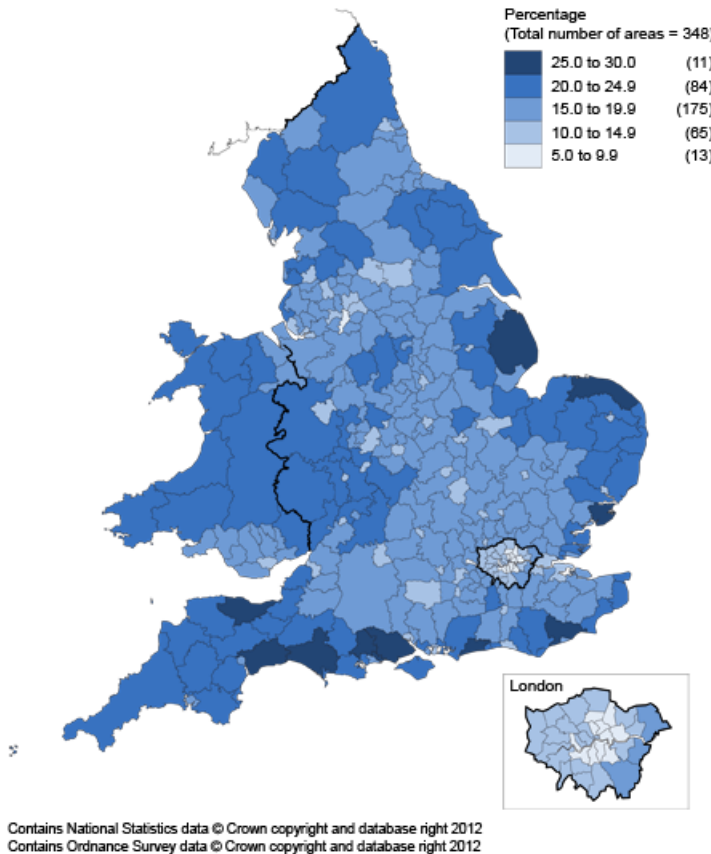 Percentage
(Total number of areas = 348)
25.0 to 30.0 (11)
20.0 to 24.9 (84)
15.0 to 19.9 (175)
10.0 to 14.9 (65)
5.0 to 9.9 (13)
London
Contains National Statistics data © Crown copyright and database right 2012
Contains Ordnance Survey data © Crown copyright and database right 2012